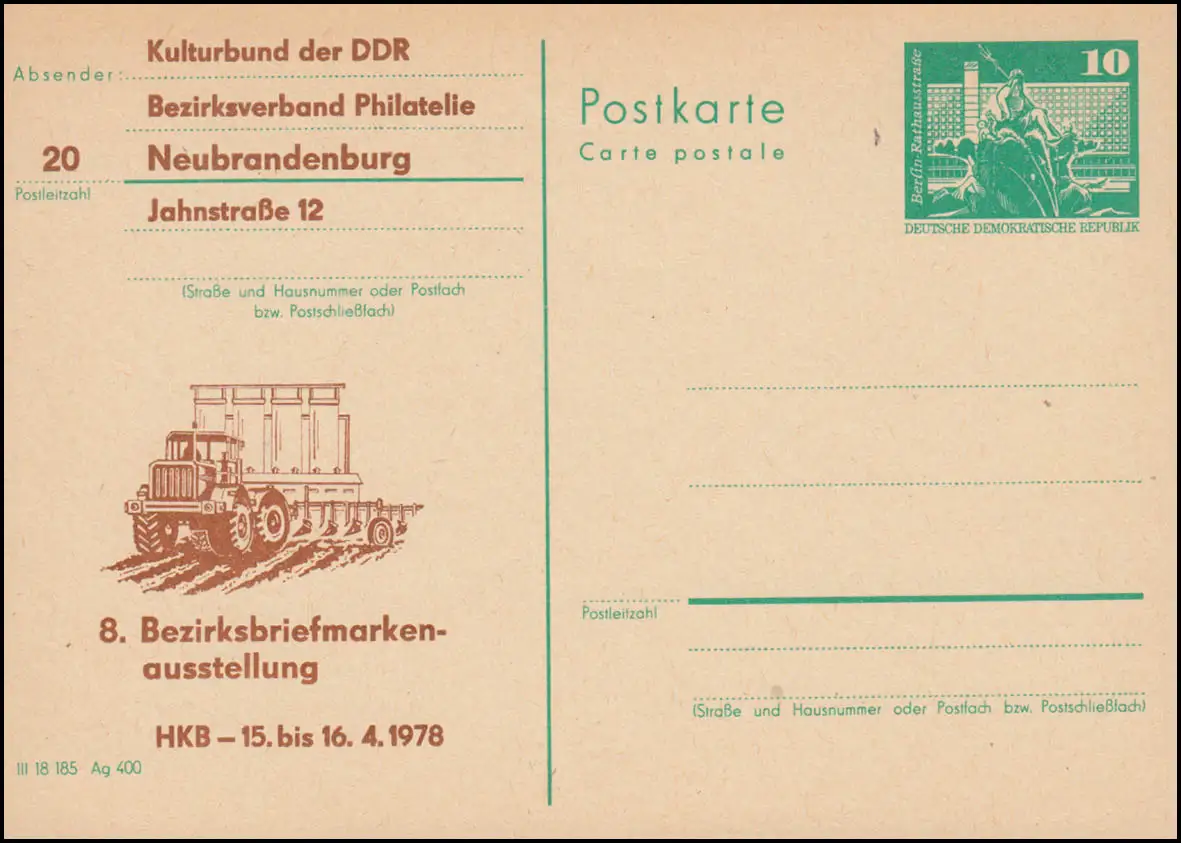 Kulturbund der DDR
Absender:
Bezirksverband Philatelie
20 Neubrandenburg
Postleitzahl
Jahnstraße 12
(Straße und Hausnummer oder Postfach
bzw. Postschließfach)
8. Bezirksbriefmarken-
ausstellung
HKB – 15. bis 16. 4. 1978
III 18 185 Ag 400
Postkarte
Carte postale
10
Berlin-Rathausstraße
DEUTSCHE DEMOKRATISCHE REPUBLIK
Postleitzahl
(Straße und Hausnummer oder Postfach bzw. Postschließfach)